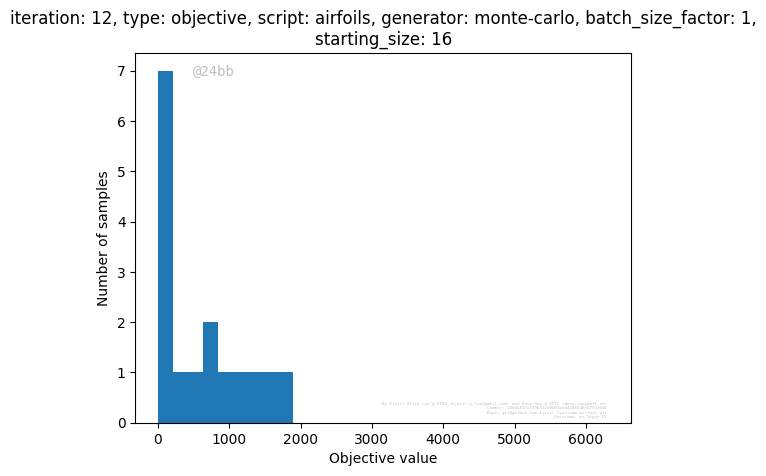 iteration: 12, type: objective, script: airfoils, generator: monte-carlo, batch_size_factor: 1,
starting_size: 16
@24bb
7
6
5
4
3
2
1
0
Number of samples
0 1000 2000 3000 4000 5000 6000
Objective value